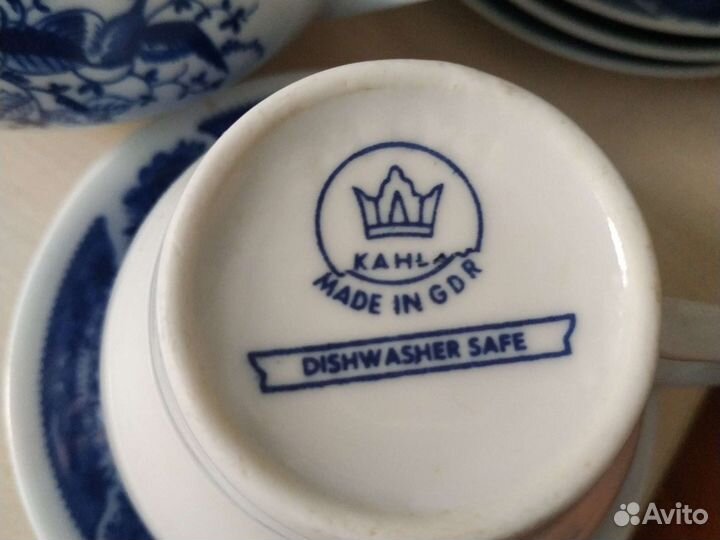 KAHLA
MADE IN GDR
DISHWASHER SAFE
Avito